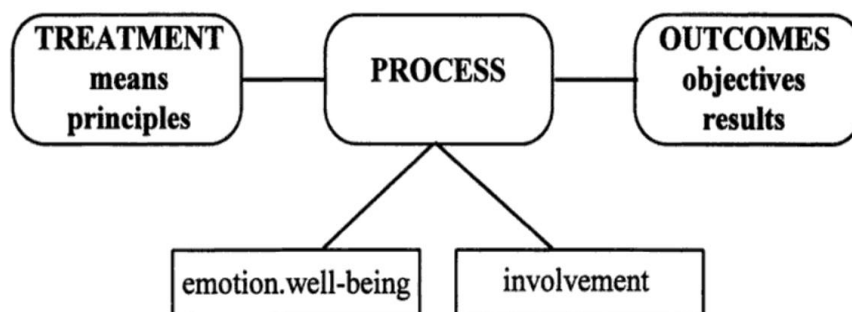 TREATMENT
means
principles
PROCESS
OUTCOMES
objectives
results
emotion.well-being
involvement